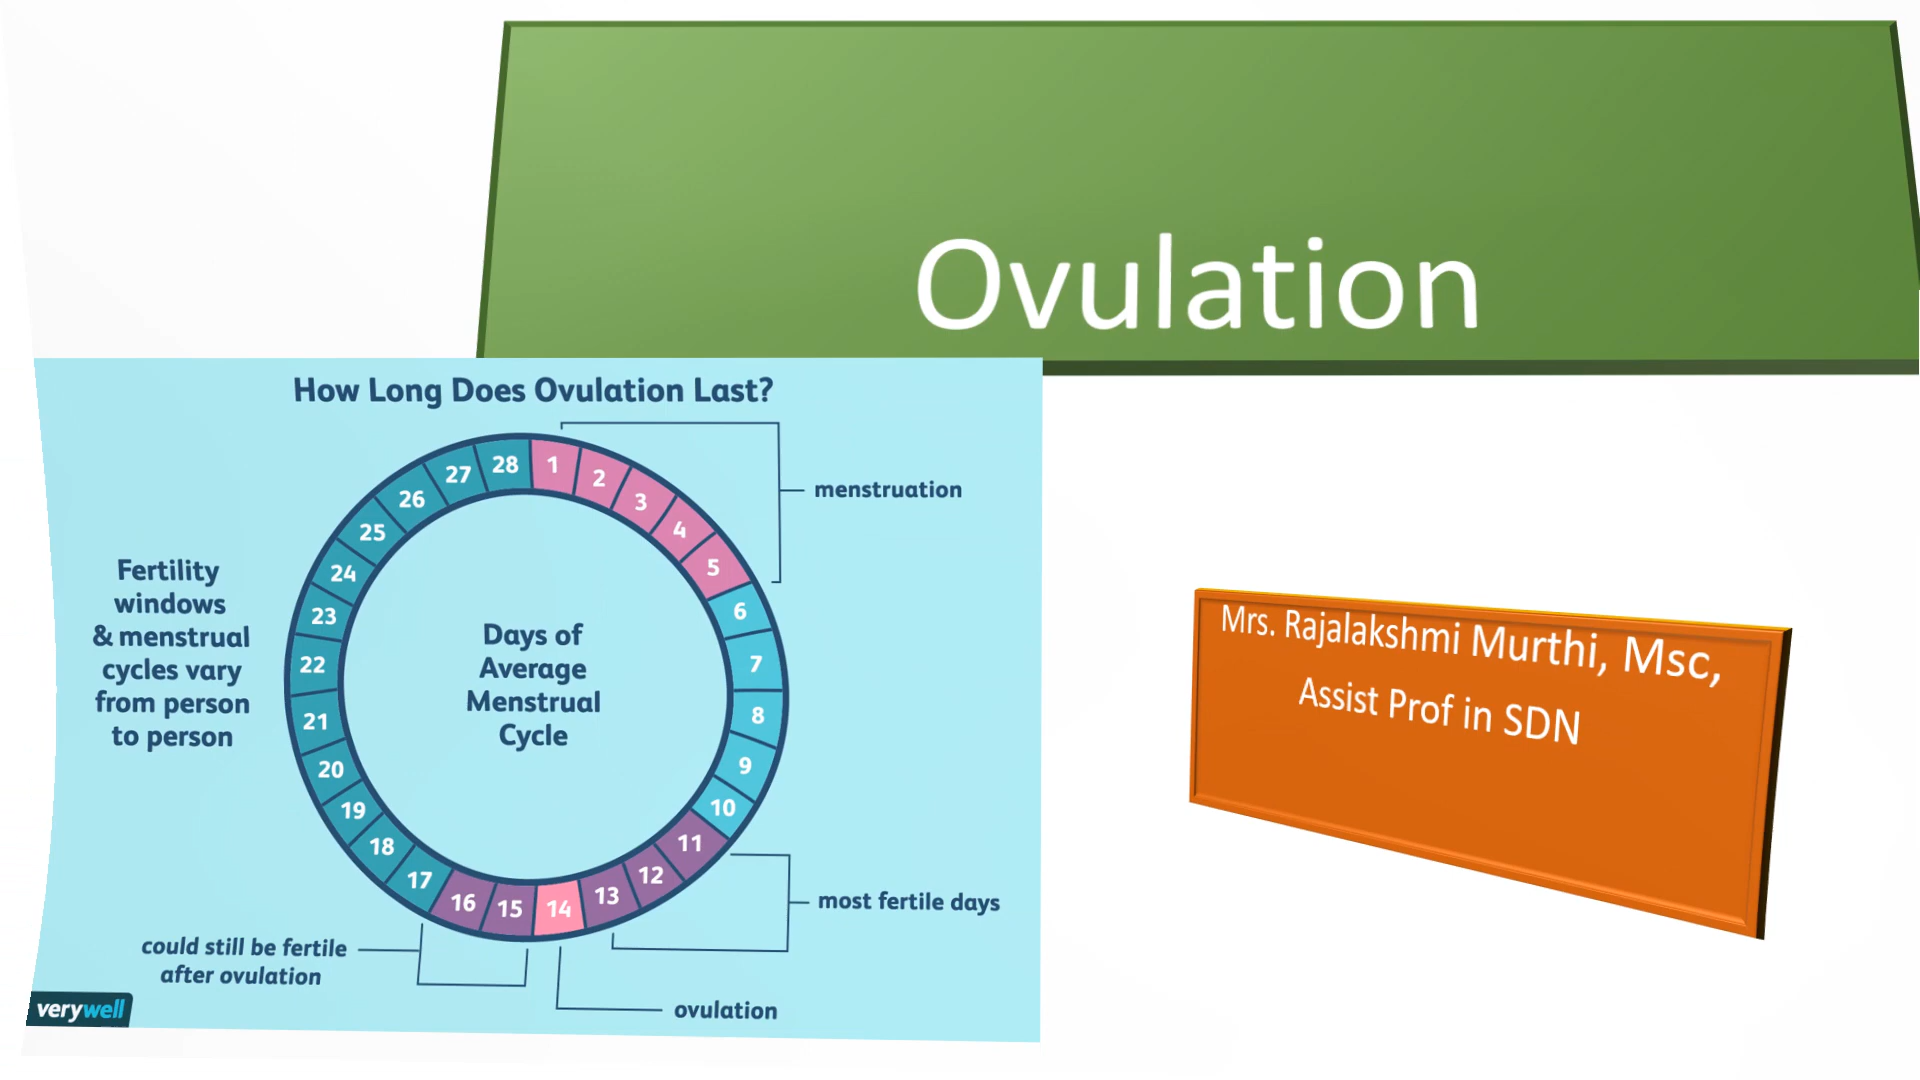 Ovulation
How Long Does Ovulation Last?
28
1
2
3
4
5
6
7
8
9
10
11
12
13
14
15
16
17
18
19
20
21
22
23
24
25
26
27
menstruation
Fertility
windows
& menstrual
cycles vary
from person
to person
Days of
Average
Menstrual
Cycle
most fertile days
could still be fertile
after ovulation
ovulation
verywell
Mrs. Rajalakshmi Murthi, Msc,
Assist Prof in SDN